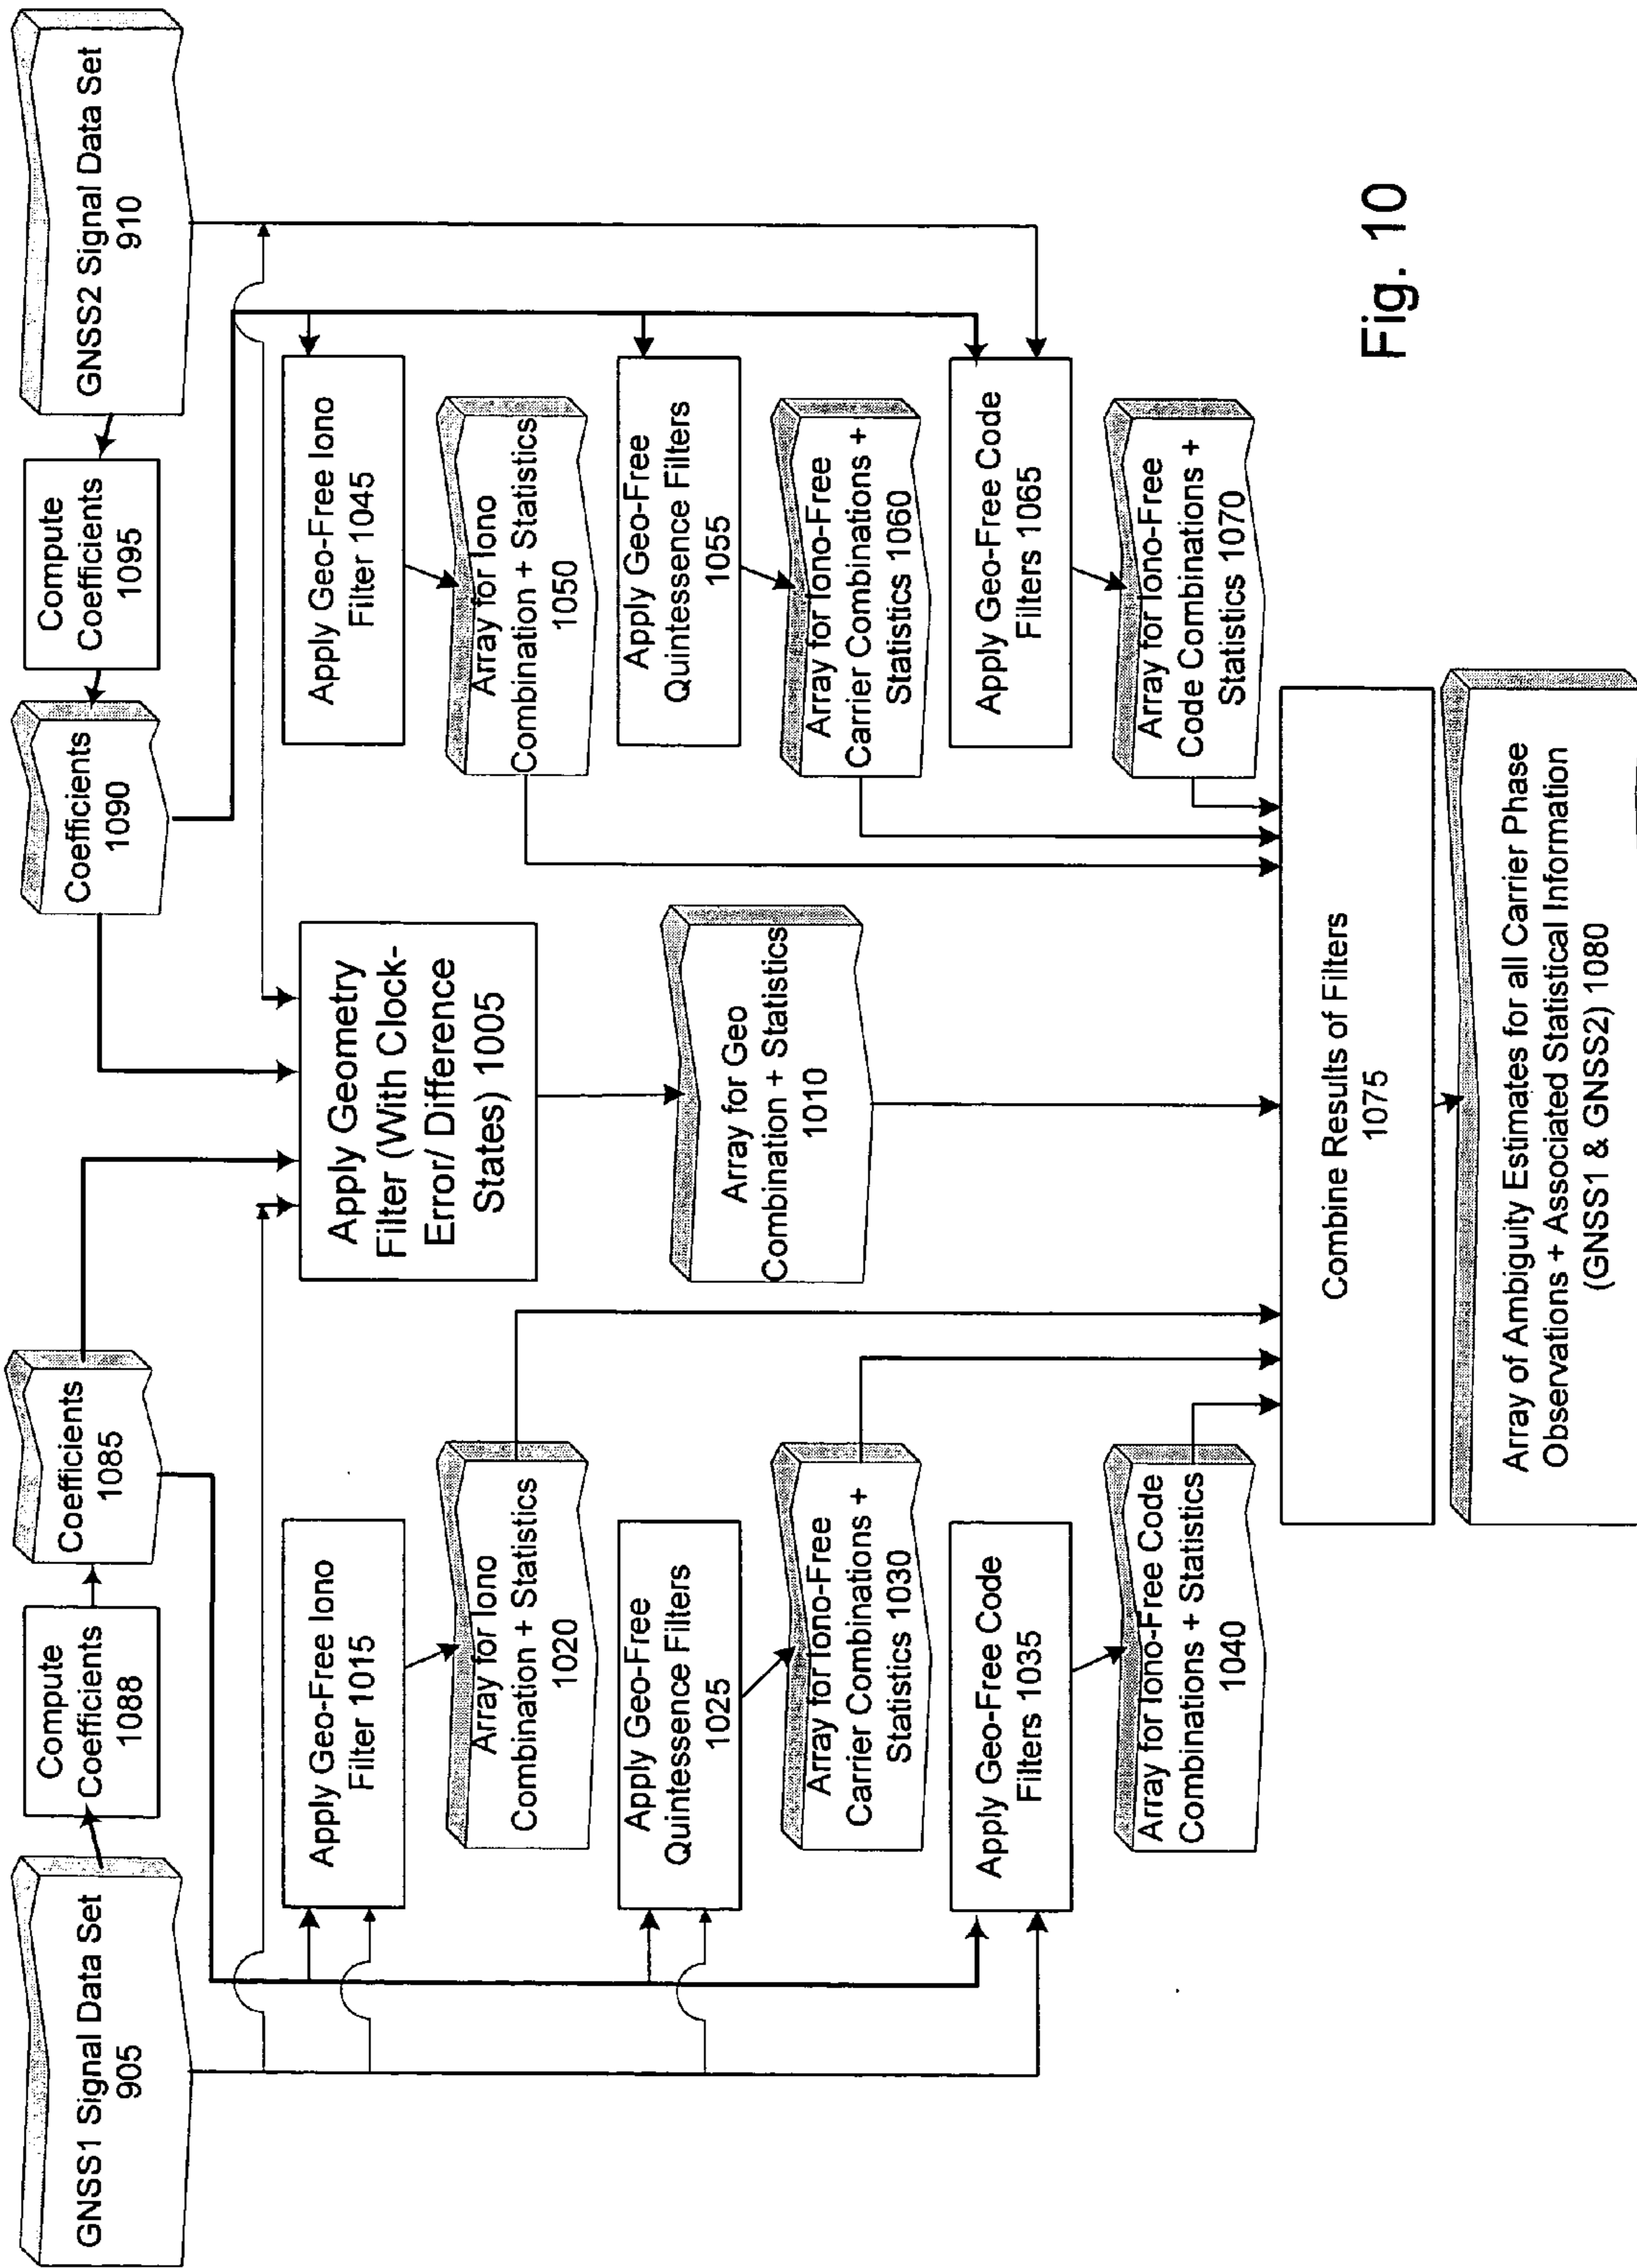 GNSS1 Signal Data Set
905
Compute
Coefficients
1088
Coefficients
1085
Coefficients
1090
Compute
Coefficients
1095
GNSS2 Signal Data Set
910
Apply Geo-Free Iono
Filter 1015
Array for Iono
Combination + Statistics
1020
Apply Geo-Free
Quintessence Filters
1025
Array for Iono-Free
Carrier Combinations +
Statistics 1030
Apply Geo-Free Code
Filters 1035
Array for Iono-Free Code
Combinations + Statistics
1040
Apply Geometry
Filter (With Clock-
Error/ Difference
States) 1005
Array for Geo
Combination + Statistics
1010
Apply Geo-Free Iono
Filter 1045
Array for Iono
Combination + Statistics
1050
Apply Geo-Free
Quintessence Filters
1055
Array for Iono-Free
Carrier Combinations +
Statistics 1060
Apply Geo-Free Code
Filters 1065
Array for Iono-Free
Code Combinations +
Statistics 1070
Combine Results of Filters
1075
Array of Ambiguity Estimates for all Carrier Phase
Observations + Associated Statistical Information
(GNSS1 & GNSS2) 1080
Fig. 10